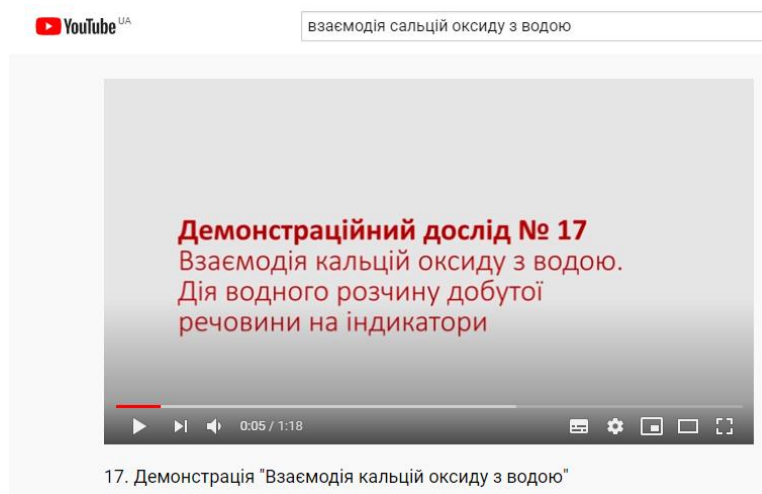 YouTube UA
взаємодія сальцій оксиду з водою
Демонстраційний дослід № 17
Взаємодія кальцій оксиду з водою.
Дія водного розчину добутої
речовини на індикатори
0:05 / 1:18
17. Демонстрація "Взаємодія кальцій оксиду з водою"